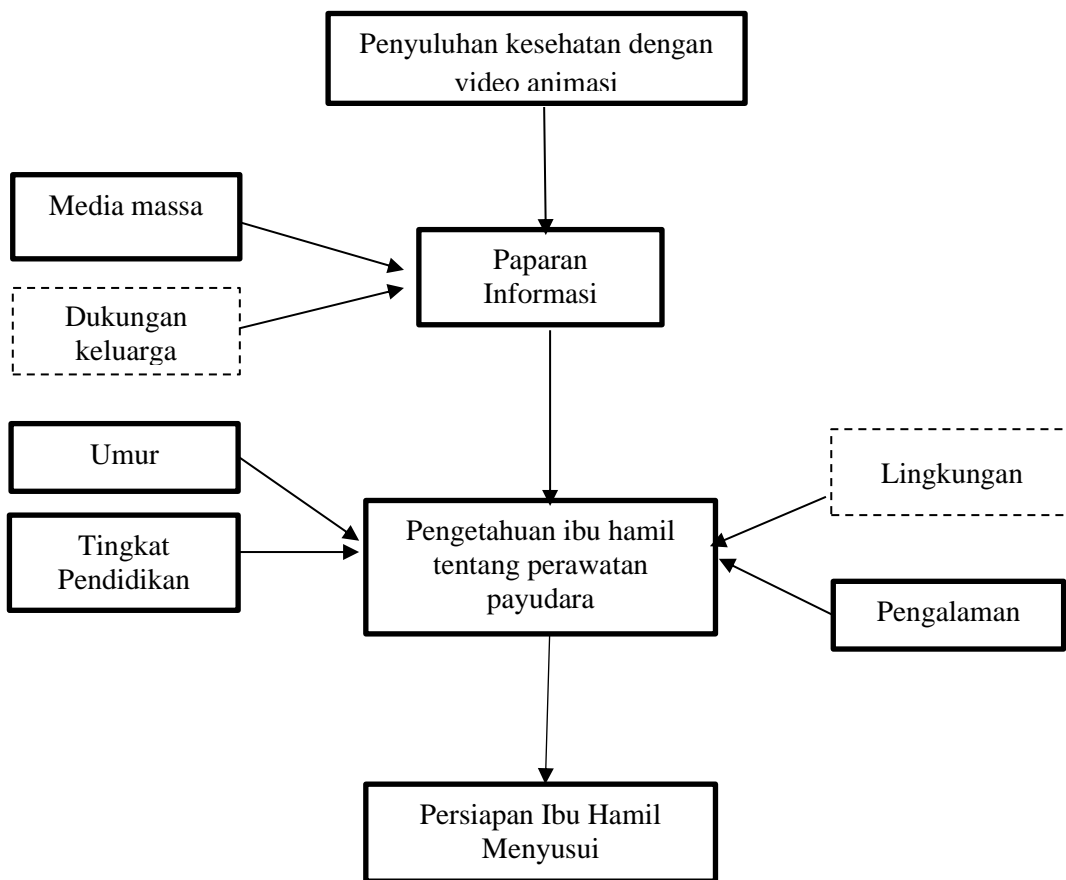 Penyuluhan kesehatan dengan
video animasi
Media massa
Paparan
Informasi
Dukungan
keluarga
Umur
Lingkungan
Tingkat
Pendidikan
Pengetahuan ibu hamil
tentang perawatan
payudara
Pengalaman
Persiapan Ibu Hamil
Menyusui